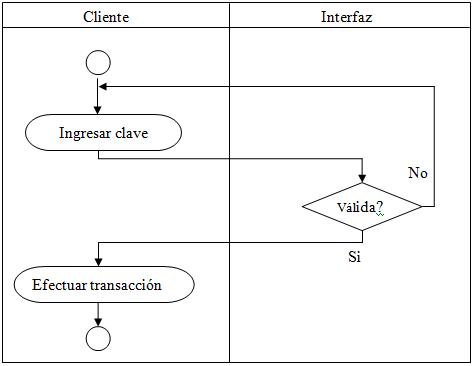 Cliente
Interfaz
Ingresar clave
No
Valida?
Si
Efectuar transacción